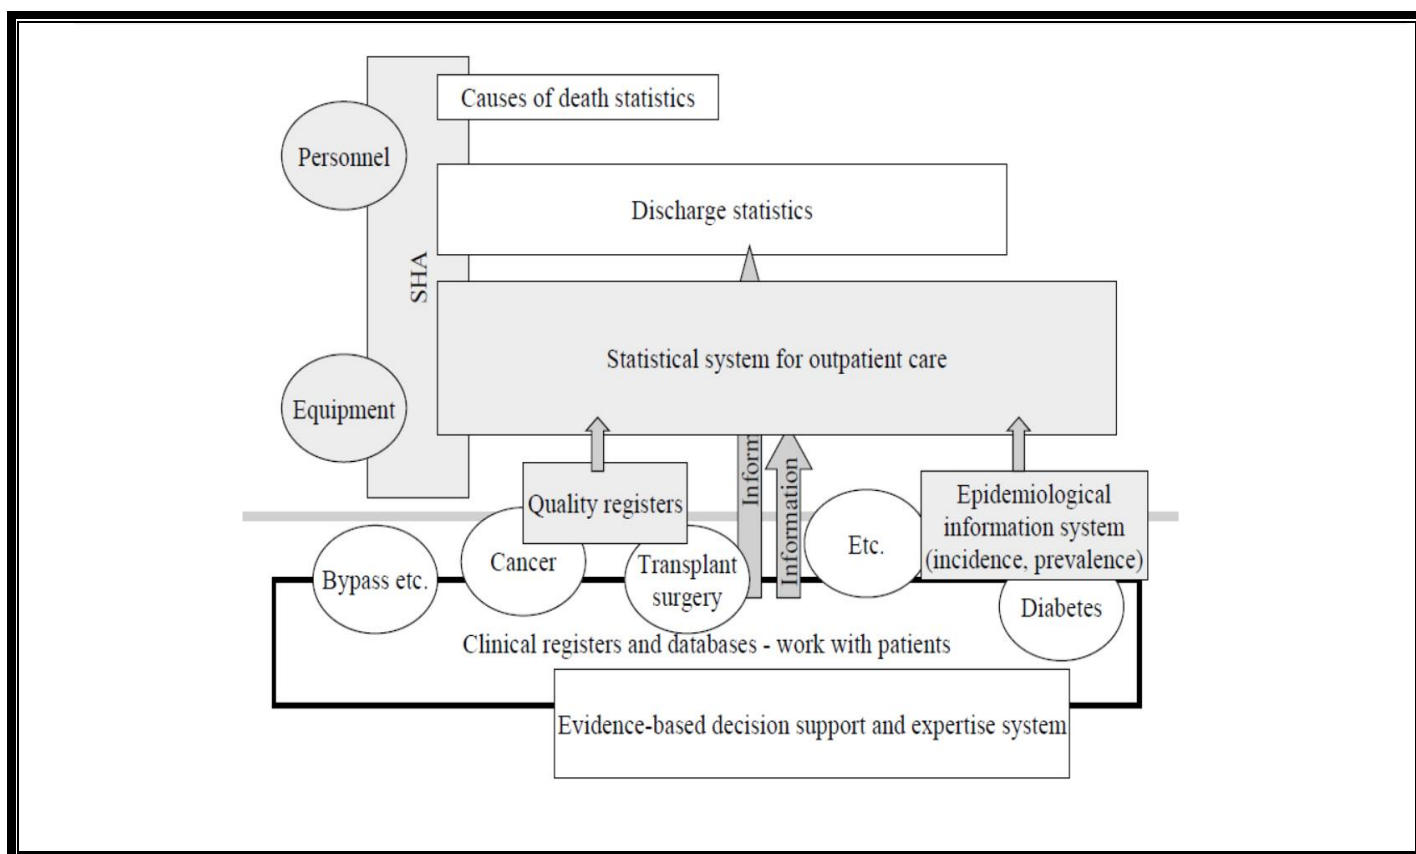 Causes of death statistics
Personnel
Discharge statistics
SHA
Statistical system for outpatient care
Equipment
Inform
Information
Quality registers
Epidemiological
information system
(incidence, prevalence)
Bypass etc.
Cancer
Transplant
surgery
Etc.
Diabetes
Clinical registers and databases - work with patients
Evidence-based decision support and expertise system